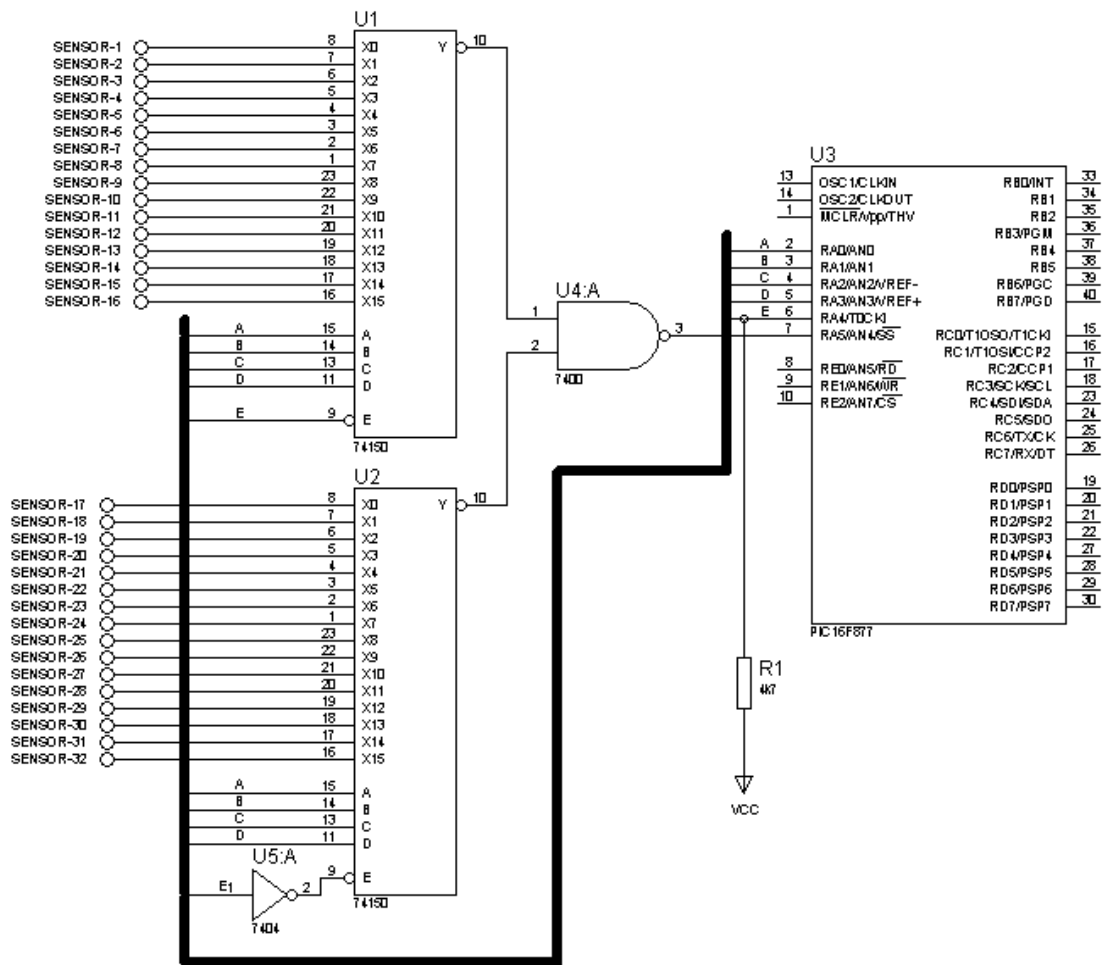 U1
SENSOR-1 8 X0 Y 10
SENSOR-2 7 X1
SENSOR-3 6 X2
SENSOR-4 5 X3
SENSOR-5 4 X4
SENSOR-6 3 X5
SENSOR-7 2 X6
SENSOR-8 1 X7
SENSOR-9 23 X8
SENSOR-10 22 X9
SENSOR-11 21 X10
SENSOR-12 20 X11
SENSOR-13 19 X12
SENSOR-14 18 X13
SENSOR-15 17 X14
SENSOR-16 16 X15
A 15 A
B 14 B
C 13 C
D 11 D
E 9 E
74150
U2
SENSOR-17 8 X0 Y 10
SENSOR-18 7 X1
SENSOR-19 6 X2
SENSOR-20 5 X3
SENSOR-21 4 X4
SENSOR-22 3 X5
SENSOR-23 2 X6
SENSOR-24 1 X7
SENSOR-25 23 X8
SENSOR-26 22 X9
SENSOR-27 21 X10
SENSOR-28 20 X11
SENSOR-29 19 X12
SENSOR-30 18 X13
SENSOR-31 17 X14
SENSOR-32 16 X15
A 15 A
B 14 B
C 13 C
D 11 D
U5:A
E1 2 9 E
7404
74150
U4:A
1
2
3
7400
U3
13 OSC1/CLKIN RB0/INT 33
14 OSC2/CLKOUT RB1 34
1 MCLR/Vpp/THV RB2 35
RB3/PGM 36
A 2 RA0/AN0 RB4 37
B 3 RA1/AN1 RB5 38
C 4 RA2/AN2/VREF- RB6/PGC 39
D 5 RA3/AN3/VREF+ RB7/PGD 40
E 6 RA4/T0CKI
7 RA5/AN4/SS RC0/T1OSO/T1CKI 15
RC1/T1OSI/CCP2 16
8 RE0/AN5/RD RC2/CCP1 17
9 RE1/AN6/WR RC3/SCK/SCL 18
10 RE2/AN7/CS RC4/SDI/SDA 23
RC5/SDO 24
RC6/TX/CK 25
RC7/RX/DT 26
RD0/PSP0 19
RD1/PSP1 20
RD2/PSP2 21
RD3/PSP3 22
RD4/PSP4 27
RD5/PSP5 28
RD6/PSP6 29
RD7/PSP7 30
PIC16F877
R1
4k7
VCC